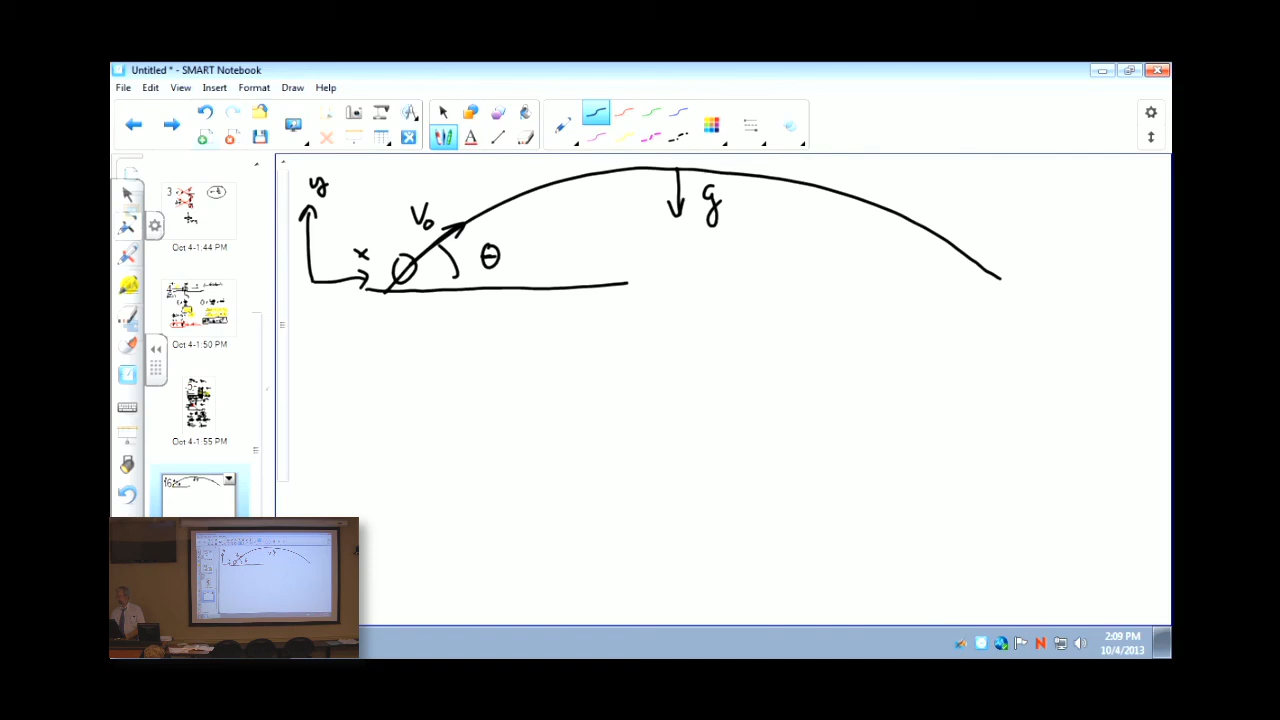 Untitled * - SMART Notebook
File Edit View Insert Format Draw Help
Oct 4-1:44 PM
Oct 4-1:50 PM
Oct 4-1:55 PM
y
x
V₀
θ
g
N
2:09 PM
10/4/2013